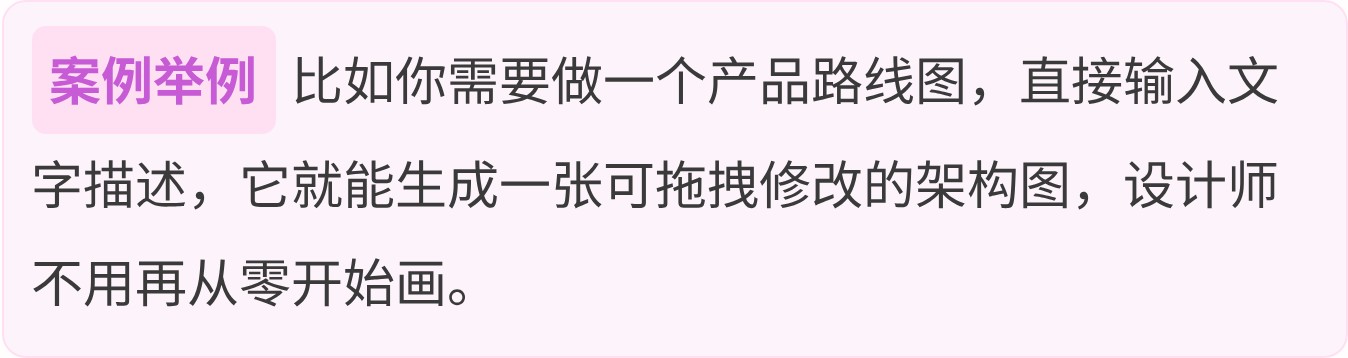 案例举例 比如你需要做一个产品路线图，直接输入文
字描述，它就能生成一张可拖拽修改的架构图，设计师
不用再从零开始画。